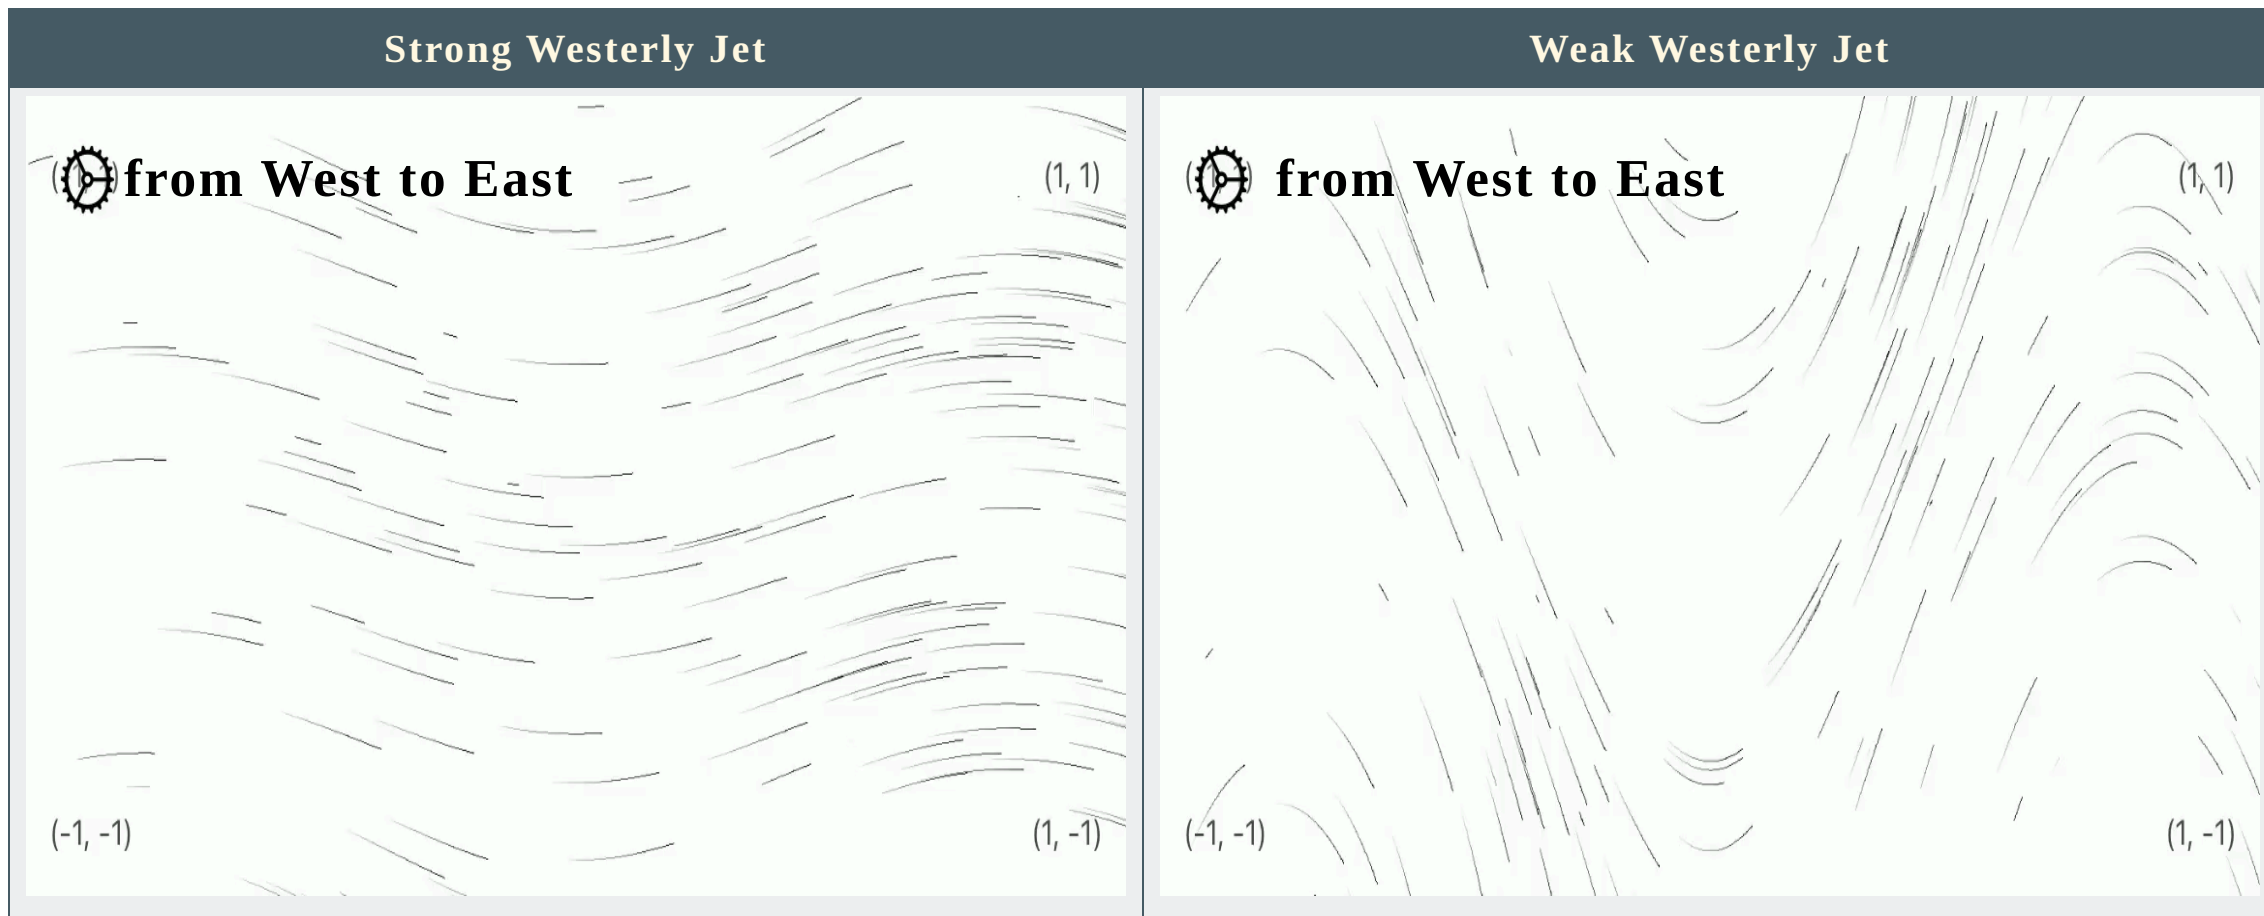 Strong Westerly Jet
Weak Westerly Jet
from West to East
(1, 1)
(-1, -1)
(1, -1)
from West to East
(1, 1)
(-1, -1)
(1, -1)